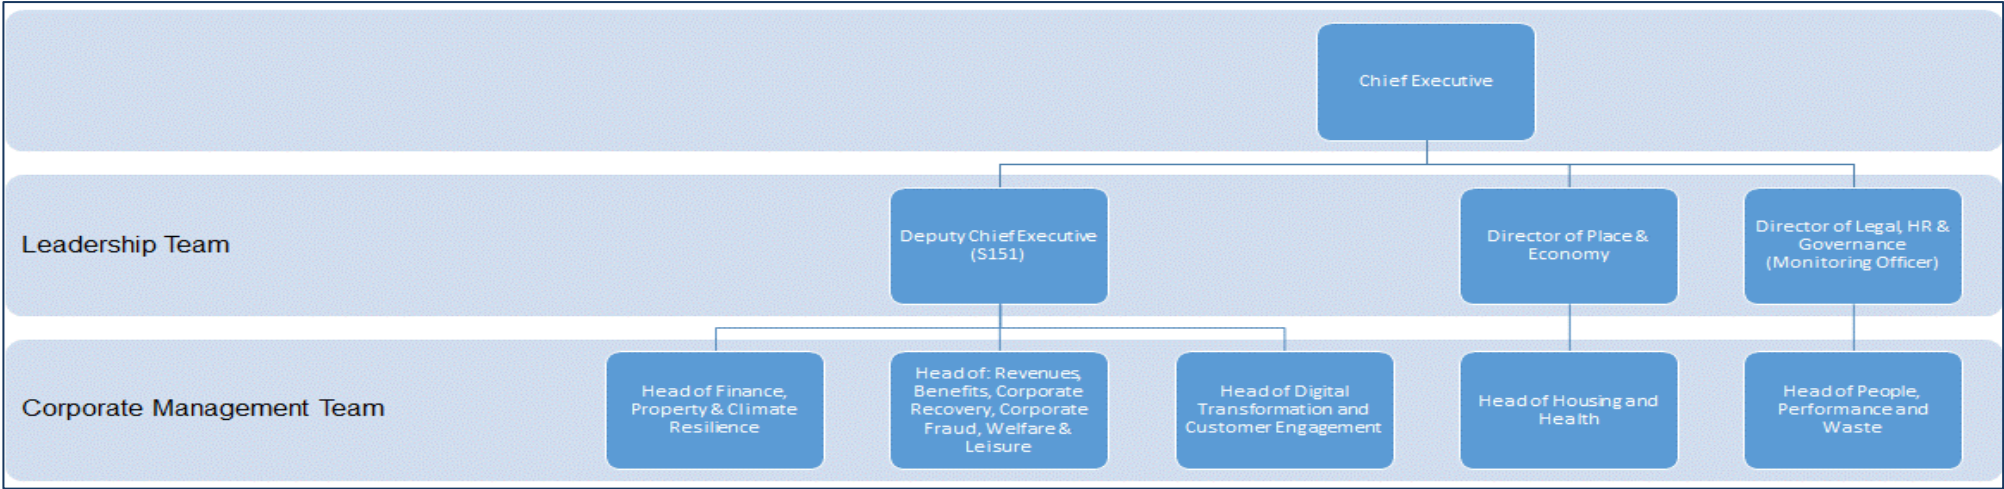 Chief Executive
Leadership Team
Deputy Chief Executive
(S151)
Director of Place &
Economy
Director of Legal, HR &
Governance
(Monitoring Officer)
Corporate Management Team
Head of Finance,
Property & Climate
Resilience
Head of: Revenues,
Benefits, Corporate
Recovery, Corporate
Fraud, Welfare &
Leisure
Head of Digital
Transformation and
Customer Engagement
Head of Housing and
Health
Head of People,
Performance and
Waste